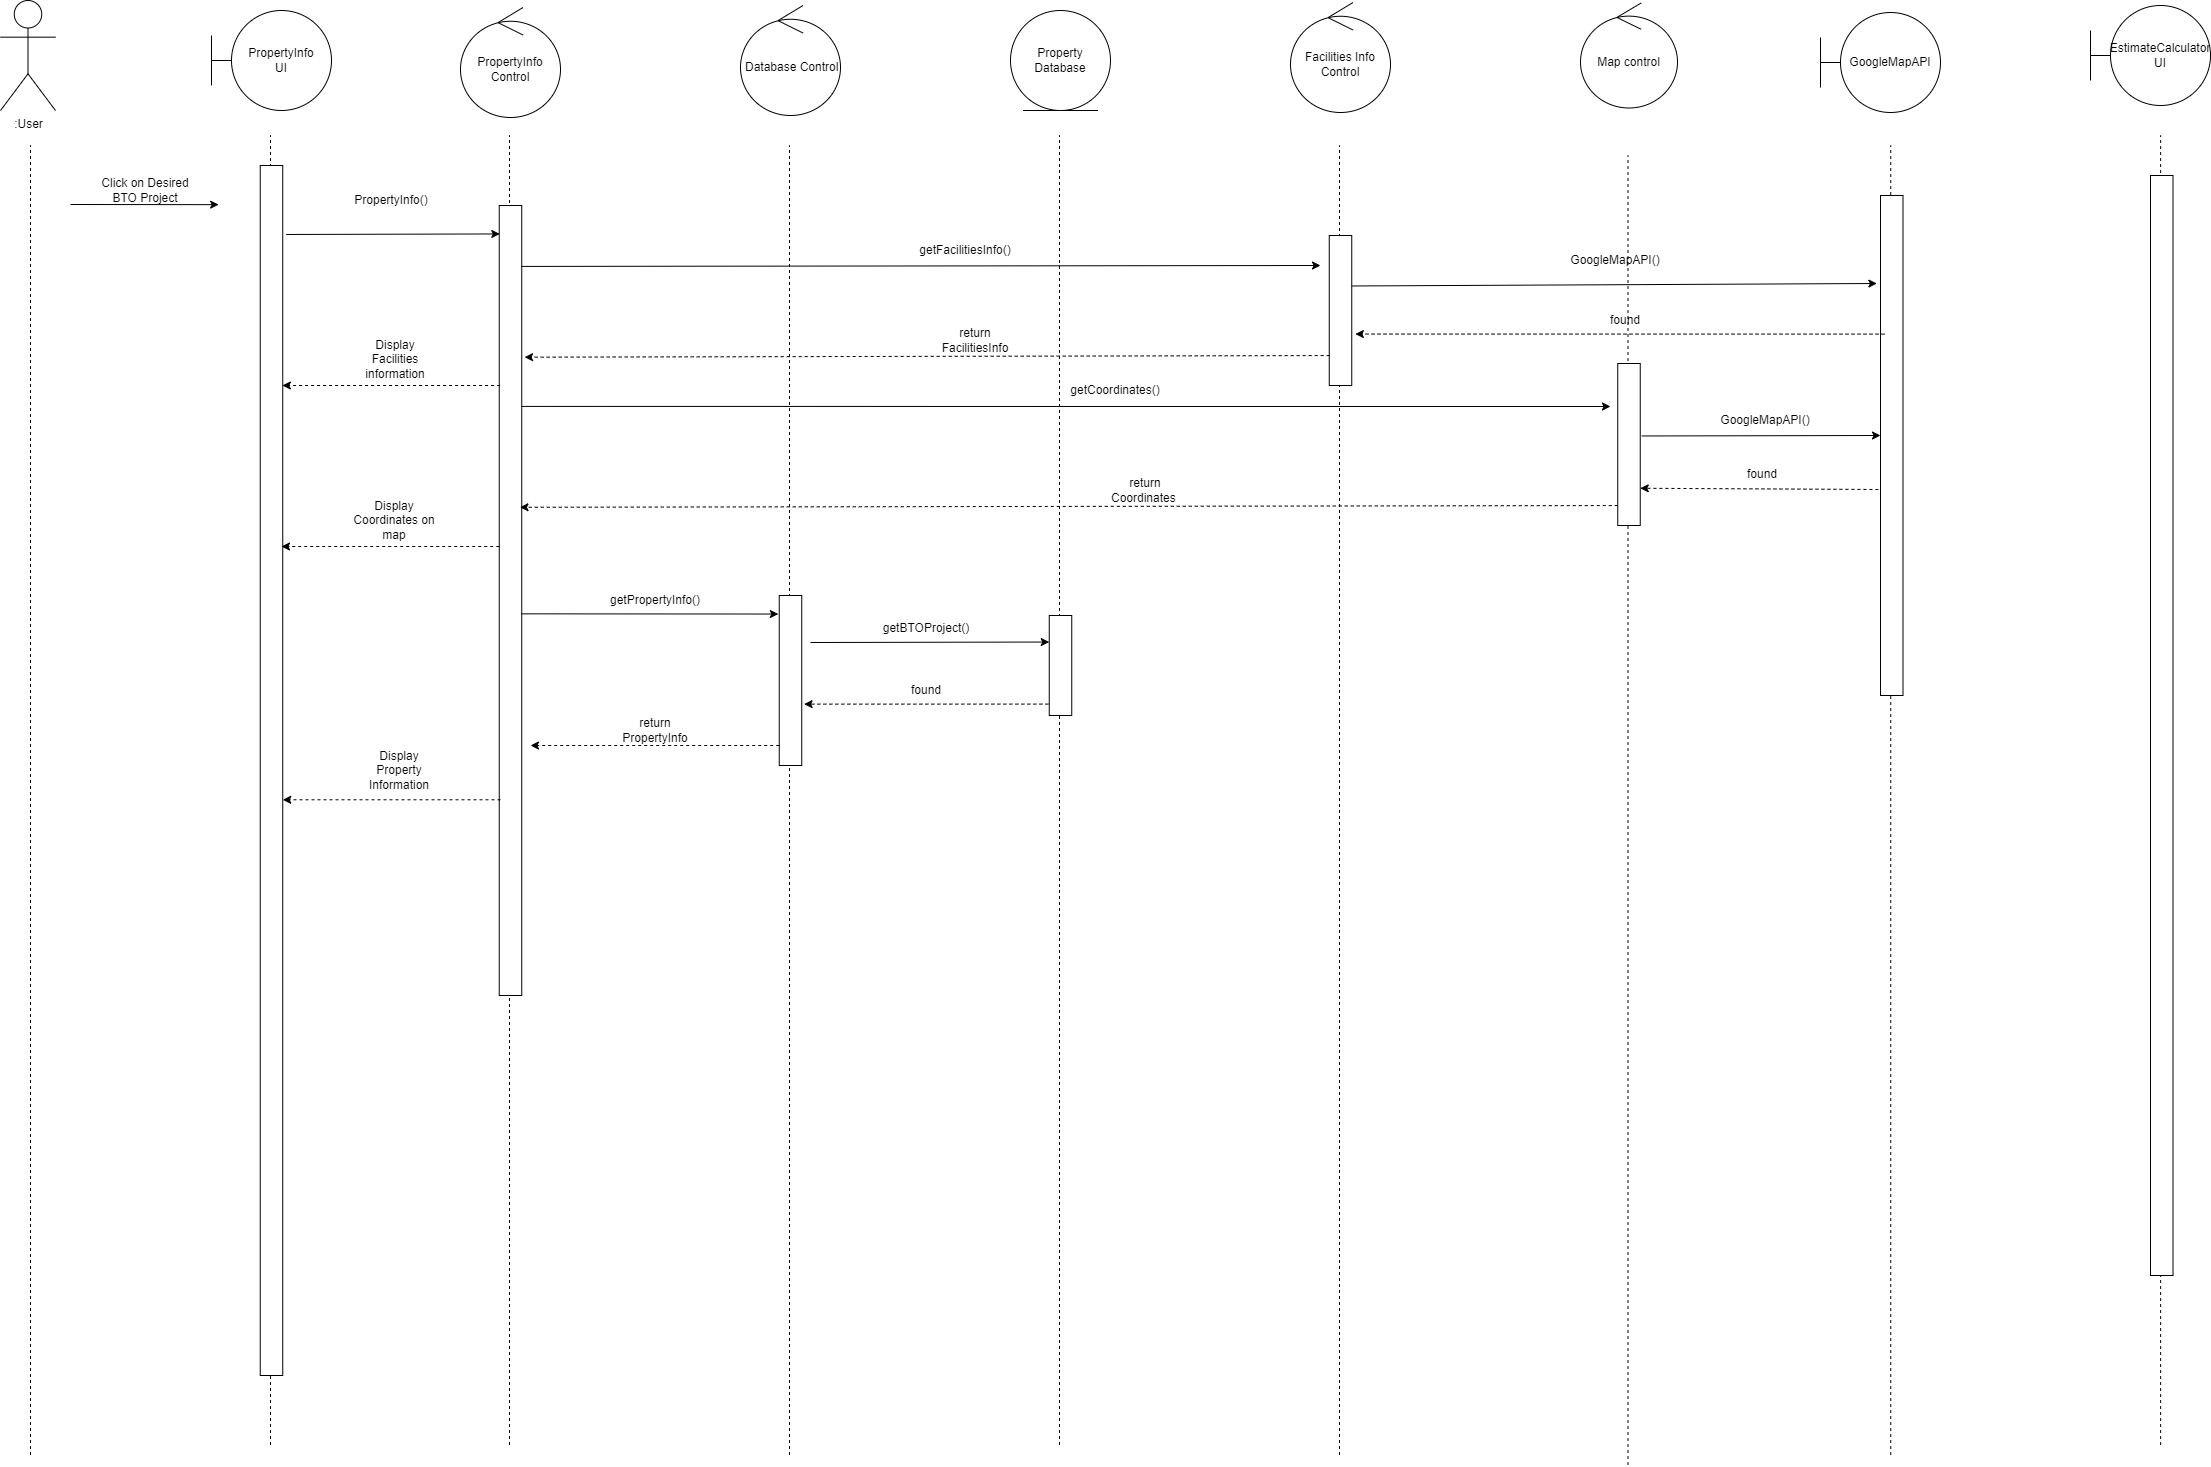 :User
PropertyInfo
UI
PropertyInfo
Control
Database Control
Property
Database
Facilities Info
Control
Map control
GoogleMapAPI
EstimateCalculator
UI
Click on Desired
BTO Project
PropertyInfo()
getFacilitiesInfo()
GoogleMapAPI()
found
return
FacilitiesInfo
Display
Facilities
information
getCoordinates()
GoogleMapAPI()
found
return
Coordinates
Display
Coordinates on
map
getPropertyInfo()
getBTOProject()
found
return
PropertyInfo
Display
Property
Information